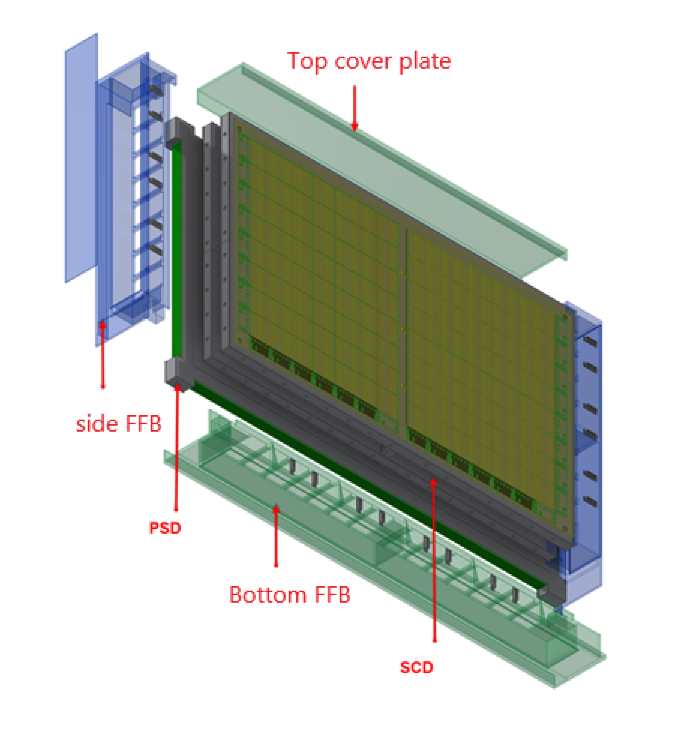 Top cover plate
side FFB
PSD
Bottom FFB
SCD